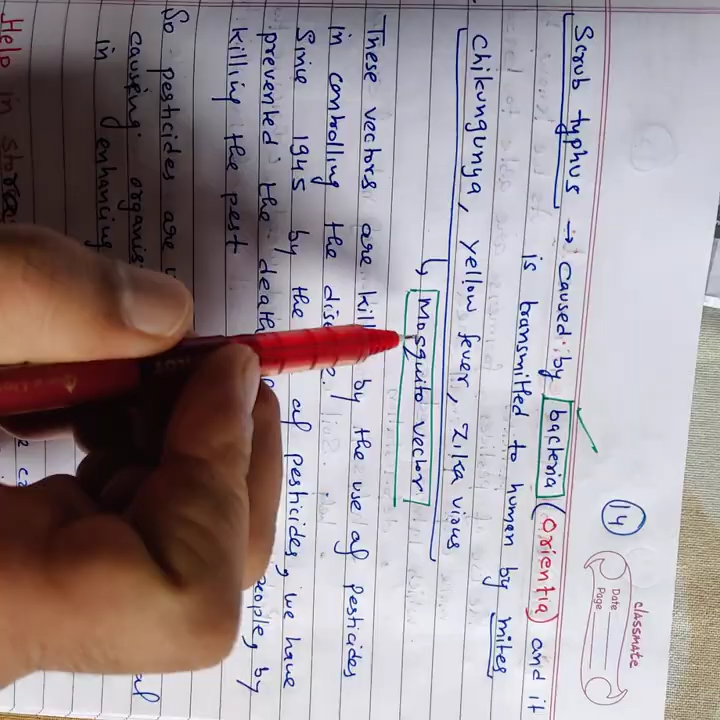 classmate
Date
Page
14
Scrub typhus → caused by bacteria (Orientia) and it
is transmitted to human by mites
Chikungunya, yellow fever, Zika virus
↳ Mosquito vector
These vectors are by the use of pesticides
in controlling the
Since 1945 by the of pesticides, we have
prevented the death people, by
killing the pest
So pesticides are
causing
in enhancing
Help in